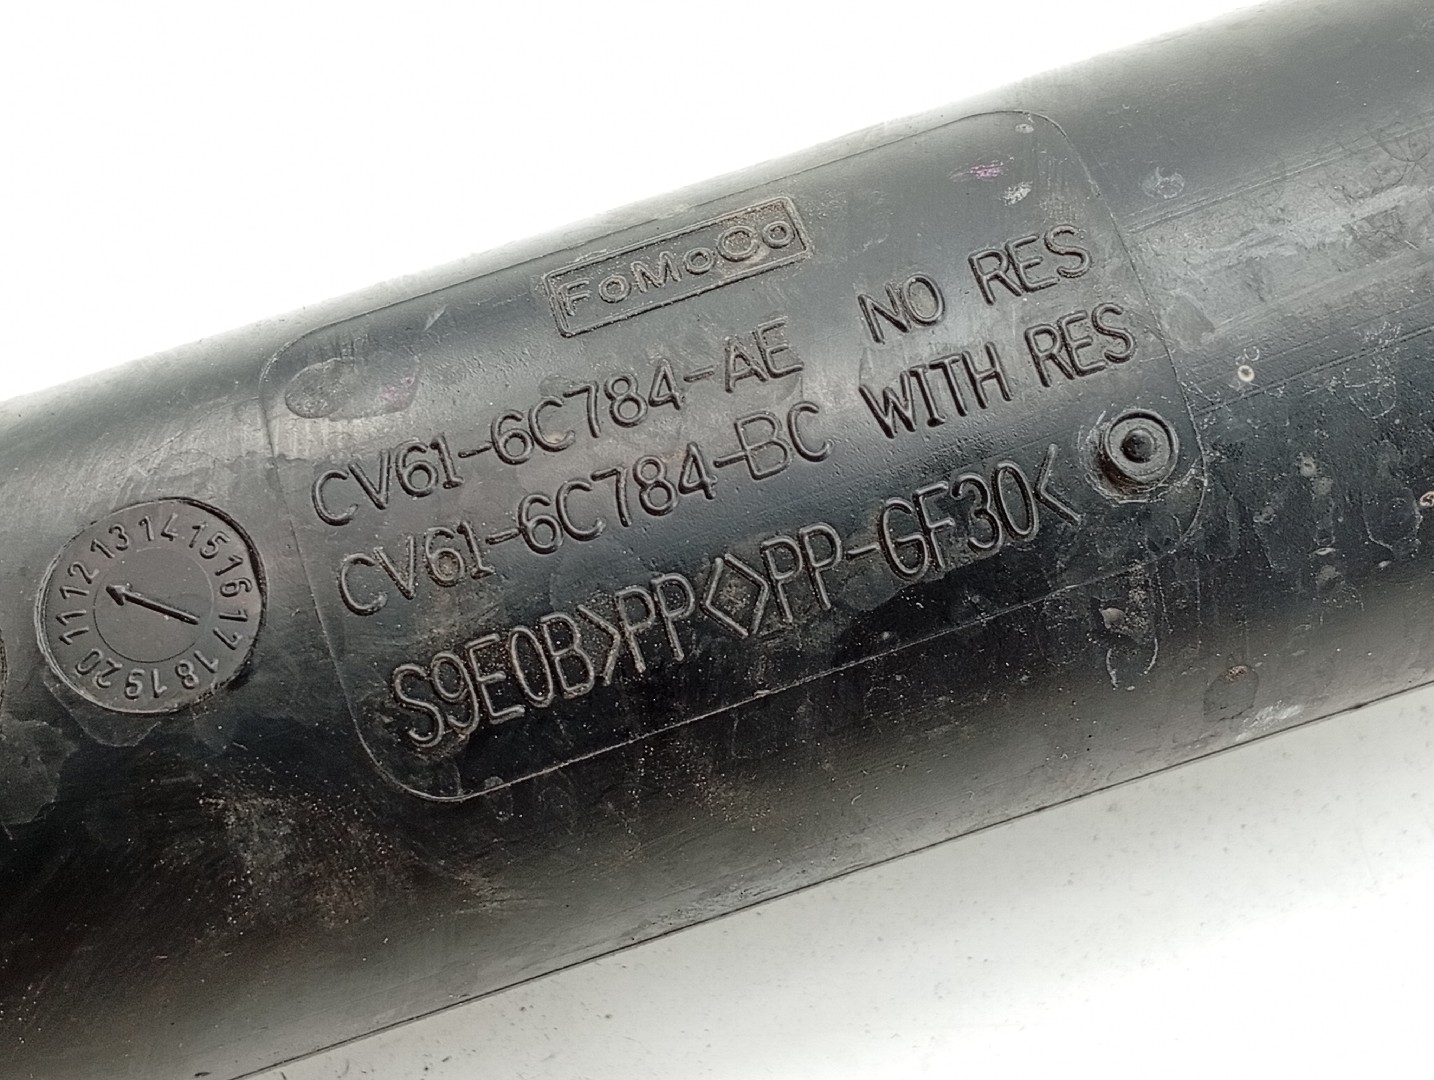 FoMoCo
CV61-6C784-AE NO RES
CV61-6C784-BC WITH RES
S9E0B>PP<>PP-GF30<
11 12 13 14 15 16 17 18 19 20